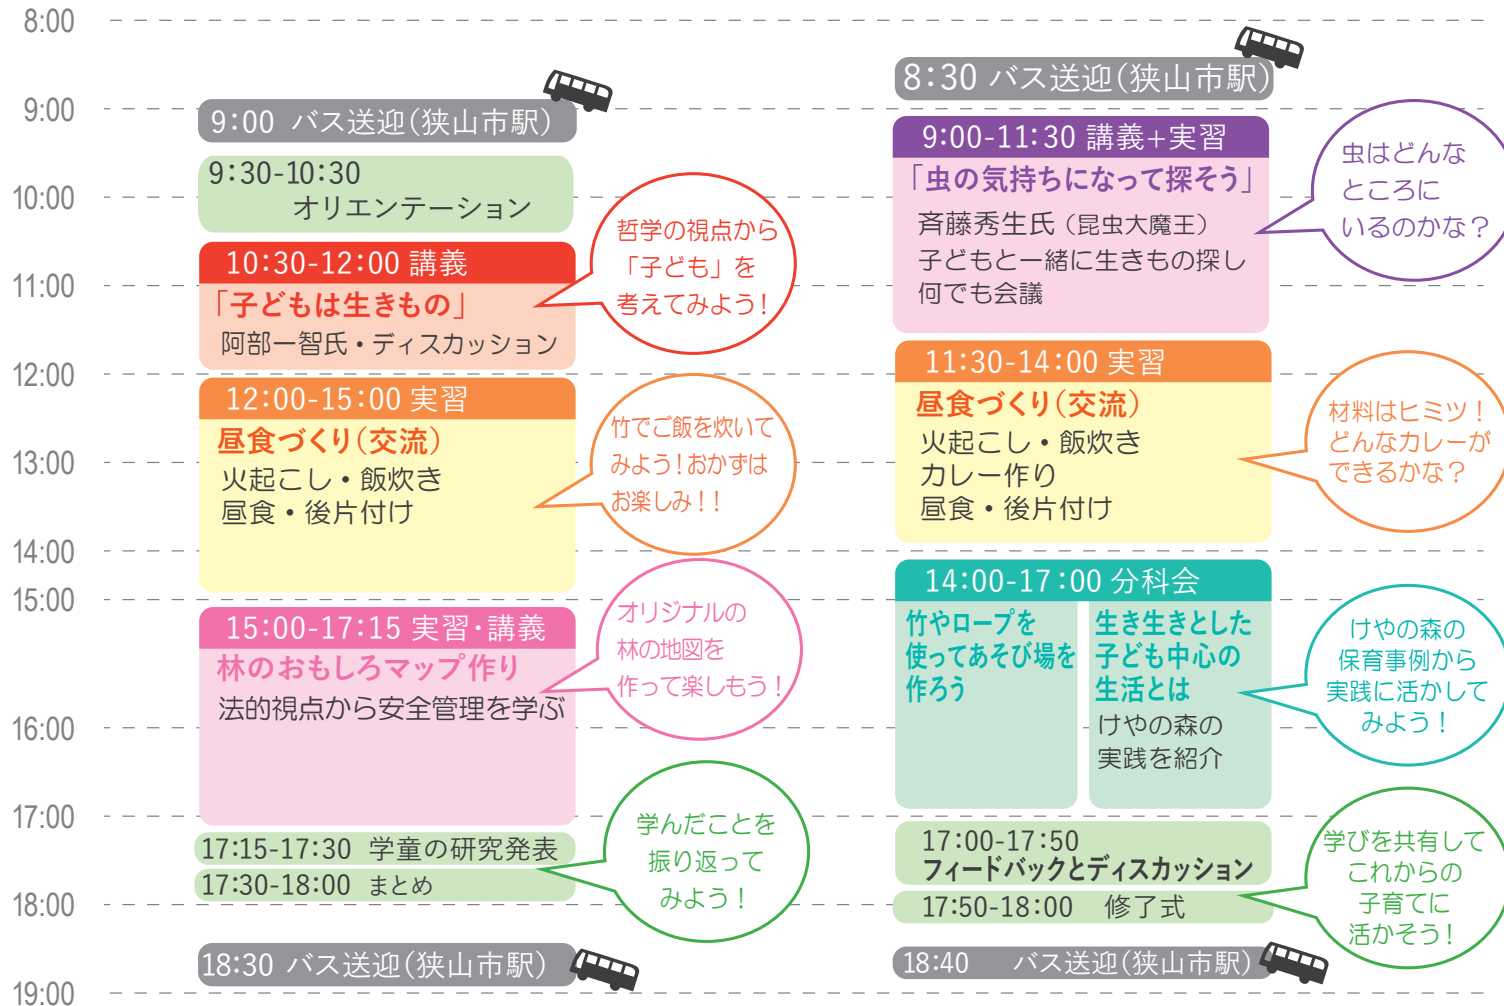 8:00
9:00
10:00
11:00
12:00
13:00
14:00
15:00
16:00
17:00
18:00
19:00
9:00 バス送迎(狭山市駅)
9:30-10:30
オリエンテーション
10:30-12:00 講義
「子どもは生きもの」
阿部一智氏・ディスカッション
哲学の視点から
「子ども」を
考えてみよう！
12:00-15:00 実習
昼食づくり(交流)
火起こし・飯炊き
昼食・後片付け
竹でご飯を炊いて
みよう！おかずは
お楽しみ！！
15:00-17:15 実習・講義
林のおもしろマップ作り
法的視点から安全管理を学ぶ
オリジナルの
林の地図を
作って楽しもう！
17:15-17:30 学童の研究発表
17:30-18:00 まとめ
学んだことを
振り返って
みよう！
18:30 バス送迎(狭山市駅)
8:30 バス送迎(狭山市駅)
9:00-11:30 講義+実習
「虫の気持ちになって探そう」
斉藤秀生氏（昆虫大魔王）
子どもと一緒に生きもの探し
何でも会議
虫はどんな
ところに
いるのかな？
11:30-14:00 実習
昼食づくり(交流)
火起こし・飯炊き
カレー作り
昼食・後片付け
材料はヒミツ！
どんなカレーが
できるかな？
14:00-17:00 分科会
竹やロープを
使ってあそび場を
作ろう
生き生きとした
子ども中心の
生活とは
けやの森の
実践を紹介
けやの森の
保育事例から
実践に活かして
みよう！
17:00-17:50
フィードバックとディスカッション
17:50-18:00 修了式
学びを共有して
これからの
子育てに
活かそう！
18:40 バス送迎(狭山市駅)